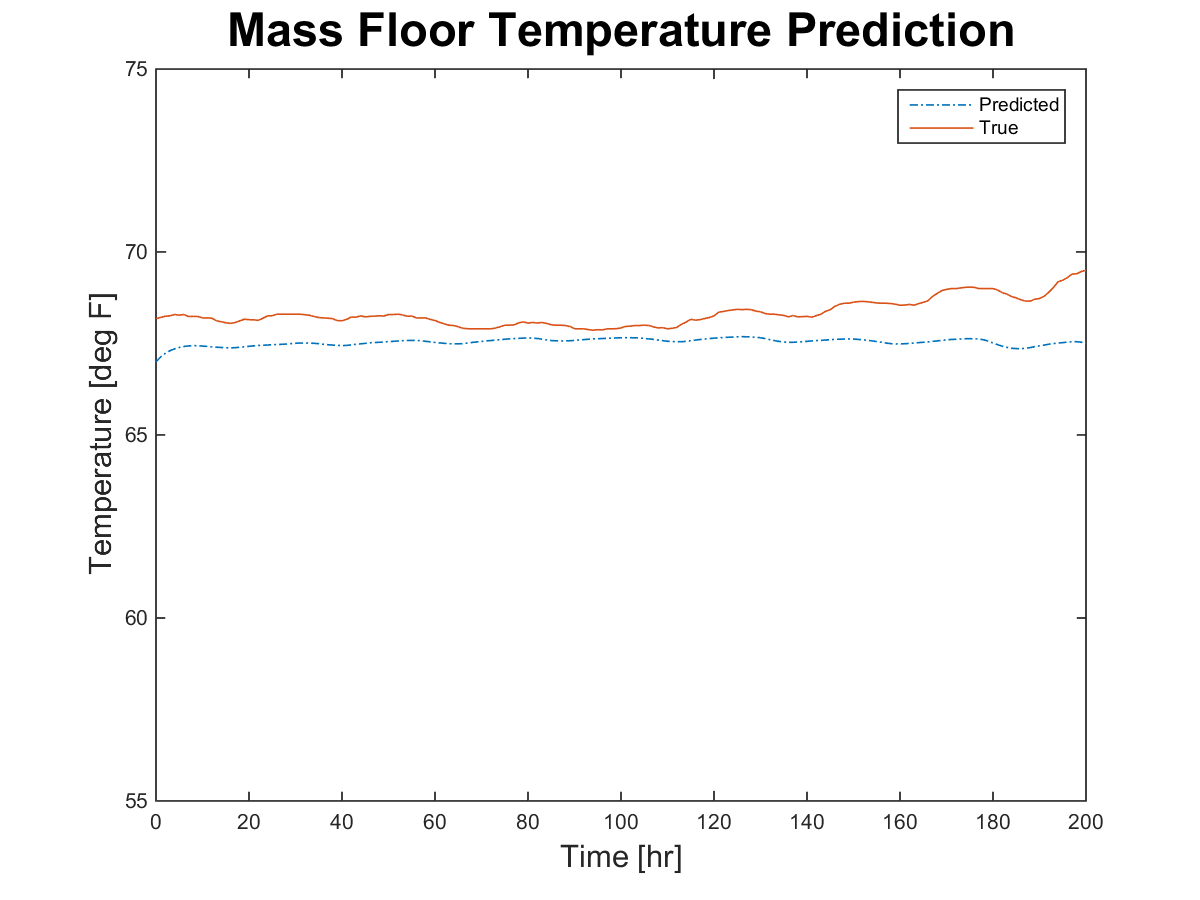 Mass Floor Temperature Prediction
75
70
65
60
55
Temperature [deg F]
Predicted
True
0 20 40 60 80 100 120 140 160 180 200
Time [hr]